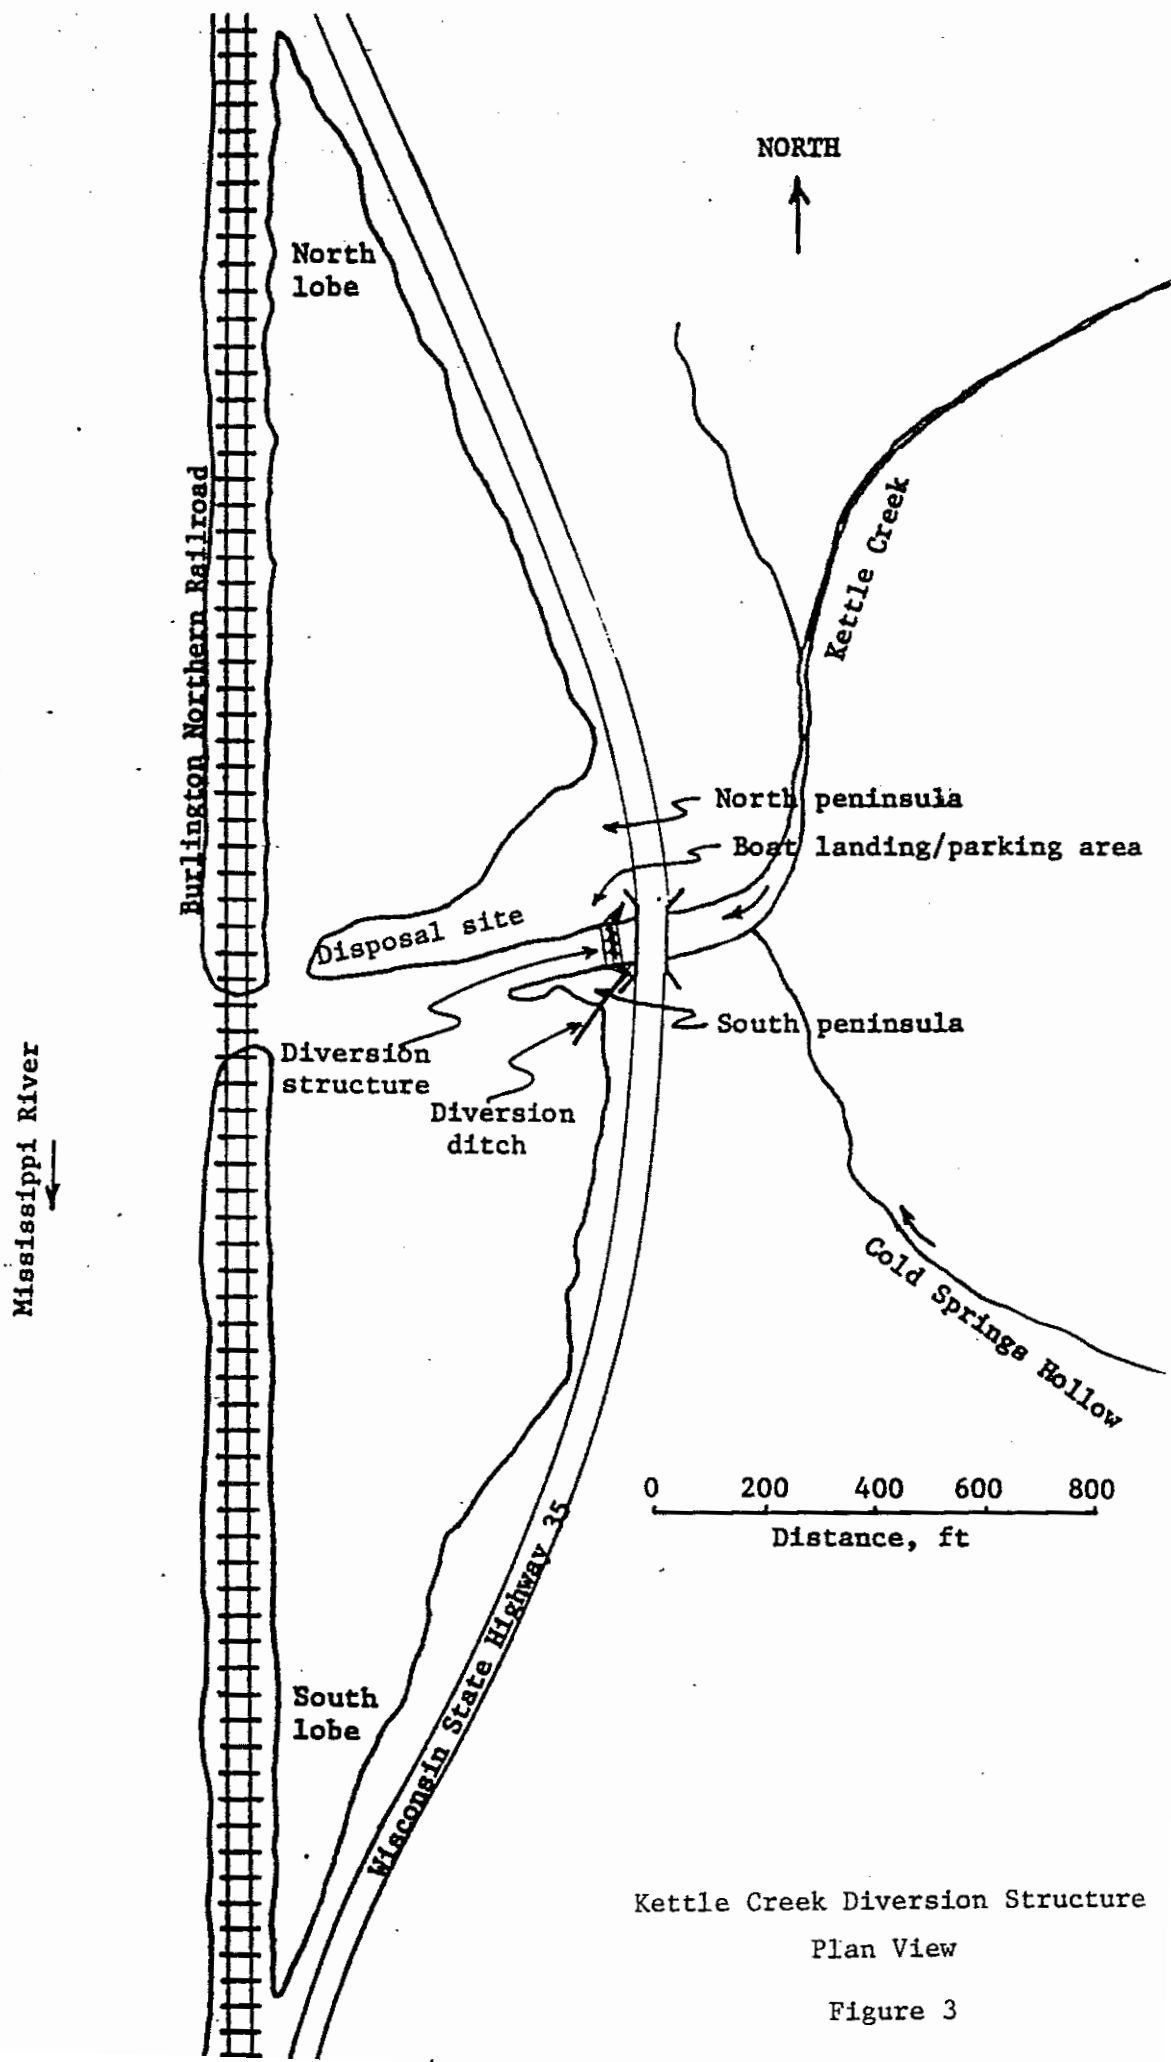 NORTH
North
lobe
Burlington Northern Railroad
Kettle Creek
North peninsula
Boat landing/parking area
Disposal site
South peninsula
Diversion
structure
Diversion
ditch
Mississippi River
Cold Springs Hollow
0 200 400 600 800
Distance, ft
Wisconsin State Highway 35
South
lobe
Kettle Creek Diversion Structure
Plan View
Figure 3